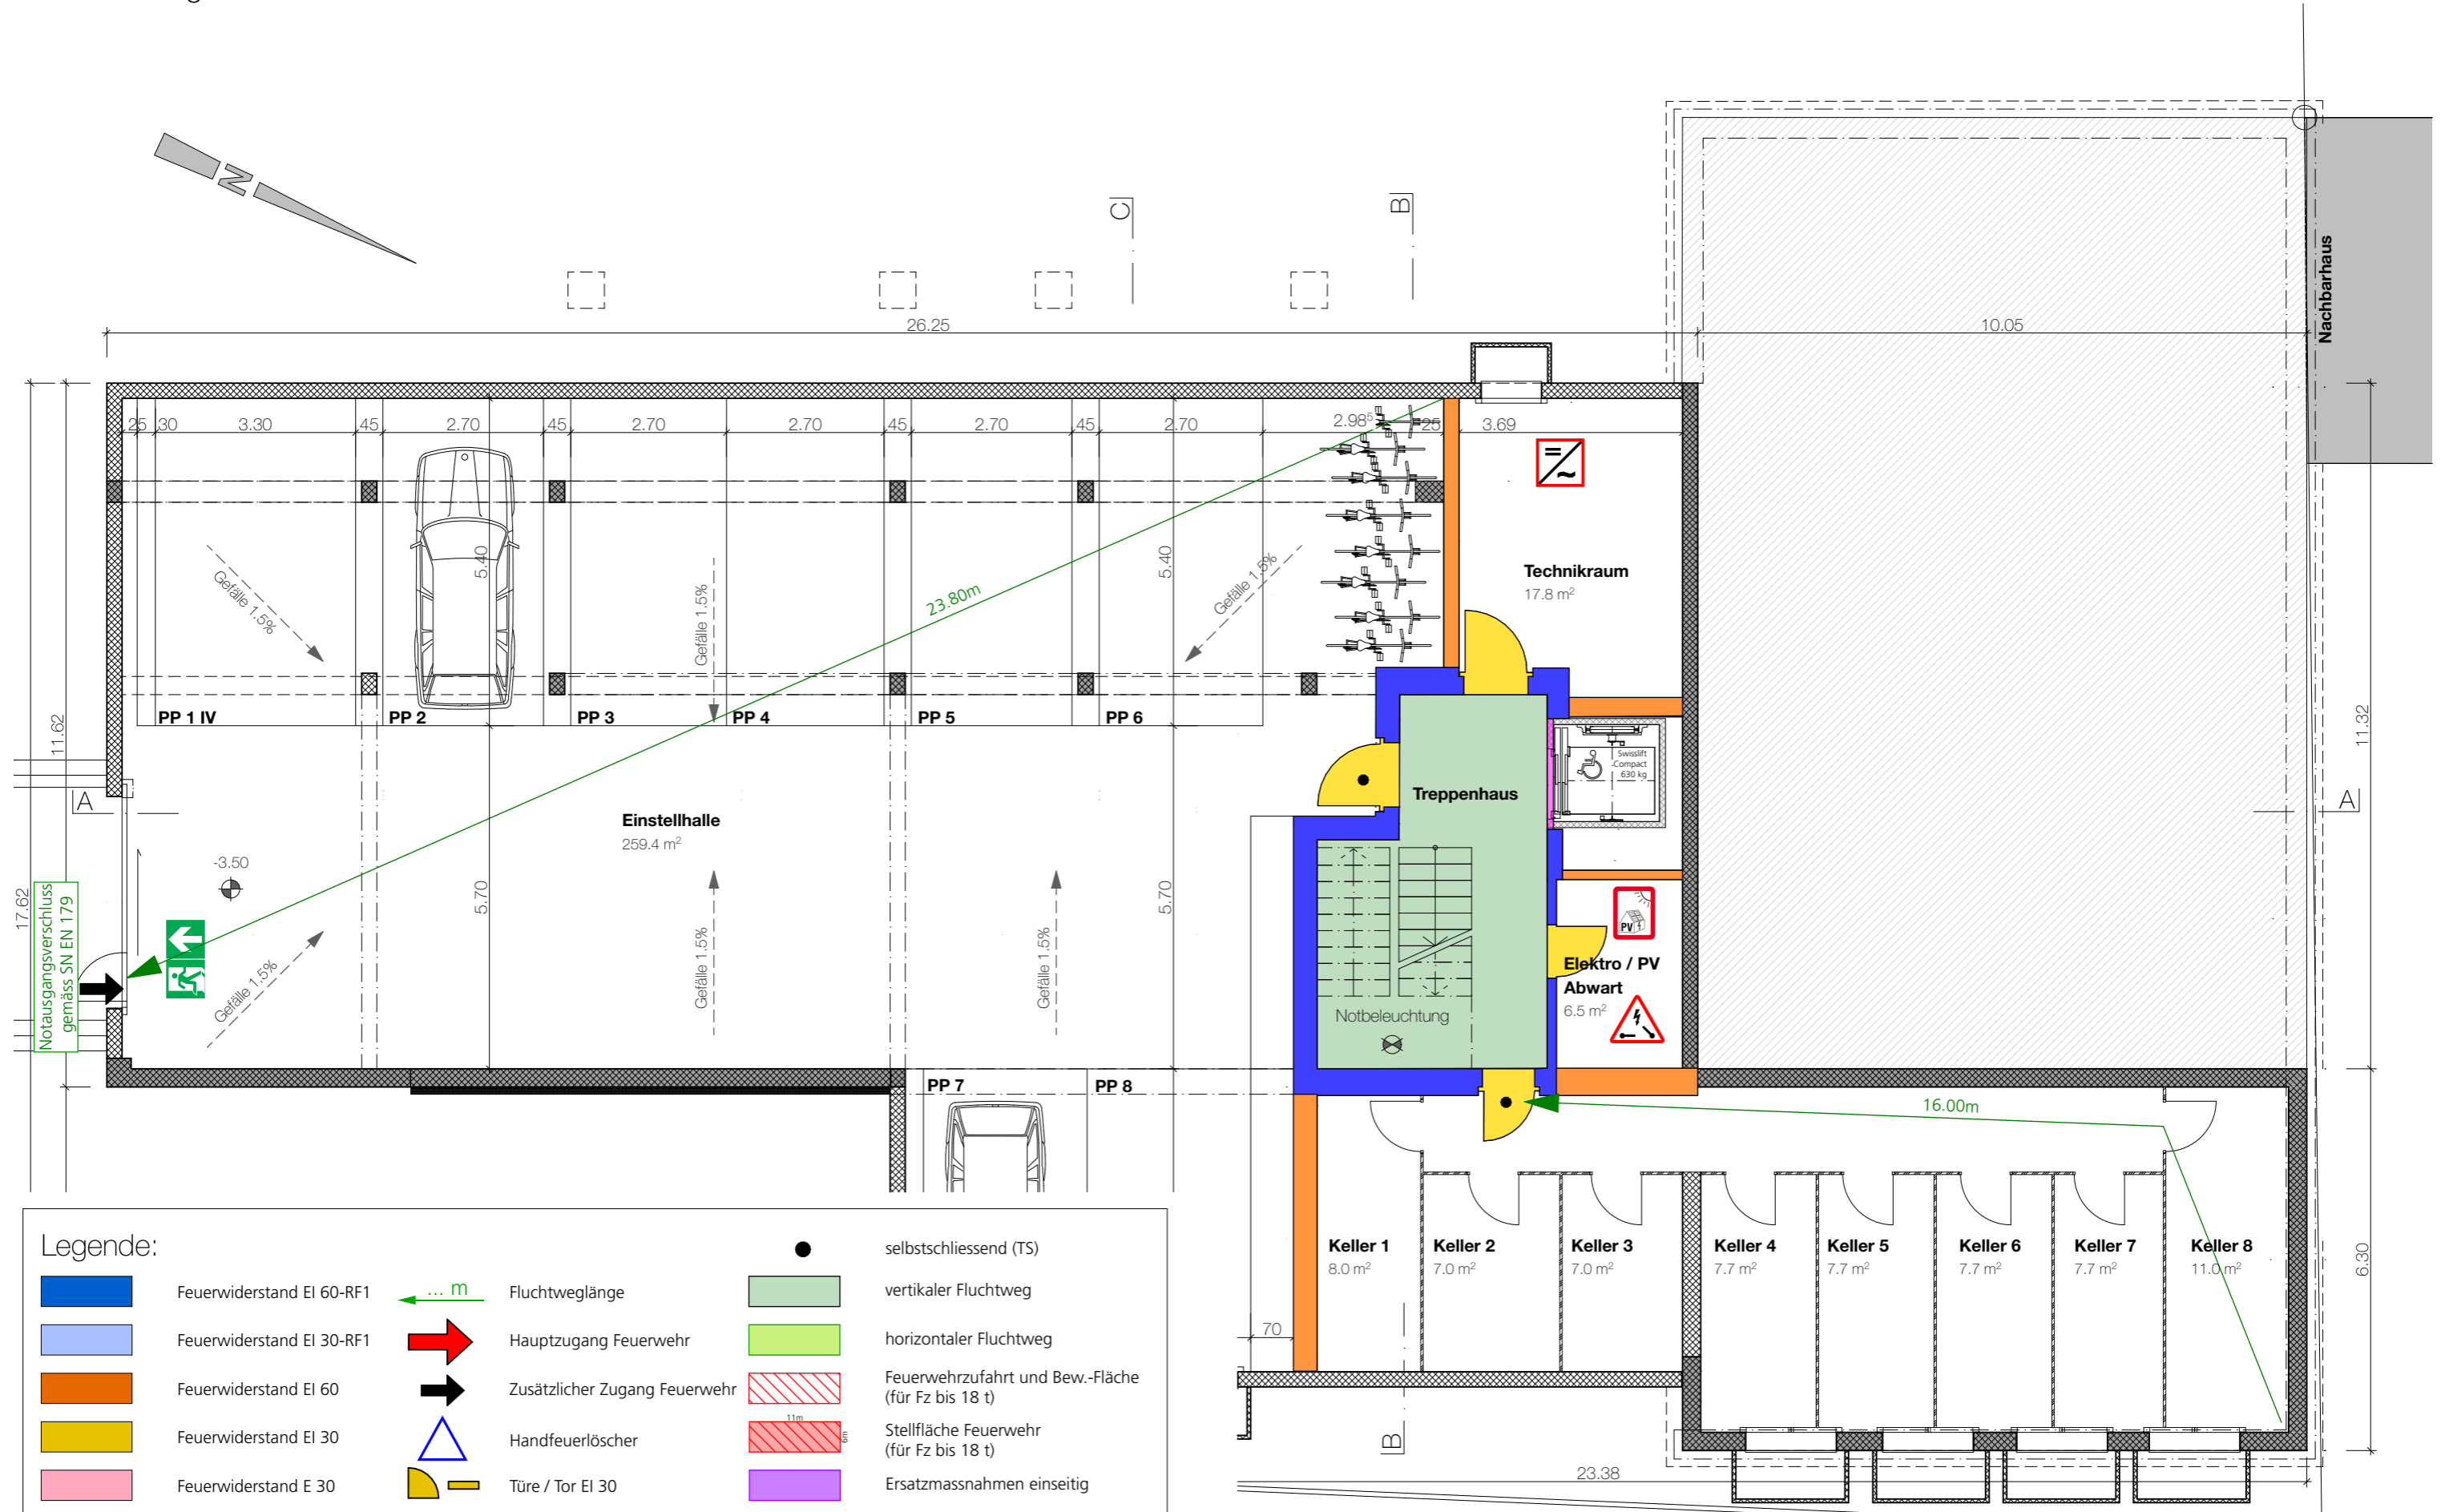 N
C
B
26.25
10.05
Nachbarhaus
25
30
3.30
45
2.70
45
2.70
2.70
45
2.70
45
2.70
2.98⁵
25
3.69
5.40
5.40
Gefälle 1.5%
Gefälle 1.5%
Gefälle 1.5%
23.80m
Technikraum
17.8 m²
=
~
11.62
17.62
11.32
PP 1 IV
PP 2
PP 3
PP 4
PP 5
PP 6
Swisslift
Compact
630 kg
Treppenhaus
A
A
Einstellhalle
259.4 m²
-3.50
5.70
5.70
Notausgangsverschluss
gemäss SN EN 179
Gefälle 1.5%
Gefälle 1.5%
Gefälle 1.5%
PV
Elektro / PV
Abwart
6.5 m²
Notbeleuchtung
PP 7
PP 8
16.00m
Keller 1
8.0 m²
Keller 2
7.0 m²
Keller 3
7.0 m²
Keller 4
7.7 m²
Keller 5
7.7 m²
Keller 6
7.7 m²
Keller 7
7.7 m²
Keller 8
11.0 m²
6.30
70
B
23.38
Legende:
Feuerwiderstand EI 60-RF1
Feuerwiderstand EI 30-RF1
Feuerwiderstand EI 60
Feuerwiderstand EI 30
Feuerwiderstand E 30
... m
Fluchtweglänge
Hauptzugang Feuerwehr
Zusätzlicher Zugang Feuerwehr
Handfeuerlöscher
Türe / Tor EI 30
selbstschliessend (TS)
vertikaler Fluchtweg
horizontaler Fluchtweg
Feuerwehrzufahrt und Bew.-Fläche
(für Fz bis 18 t)
11m
6m
Stellfläche Feuerwehr
(für Fz bis 18 t)
Ersatzmassnahmen einseitig